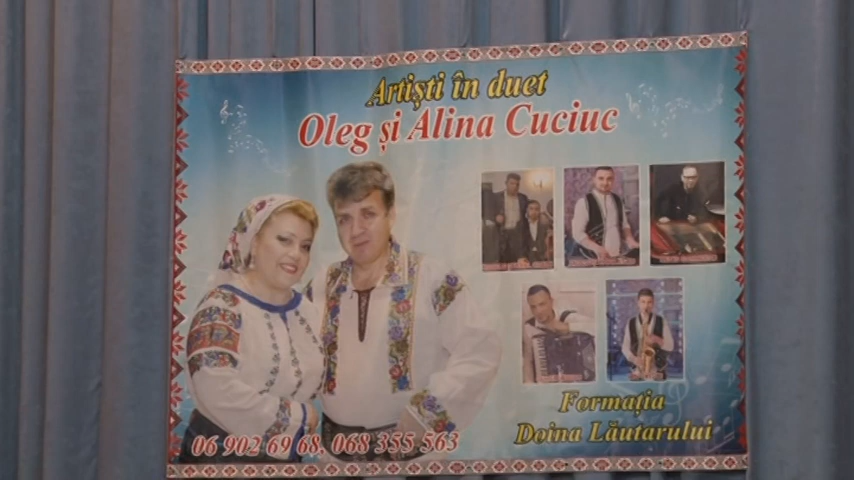 Artiști în duet
Oleg și Alina Cuciuc
Formația
Doina Lăutarului
06 902 69 68, 068 355 563